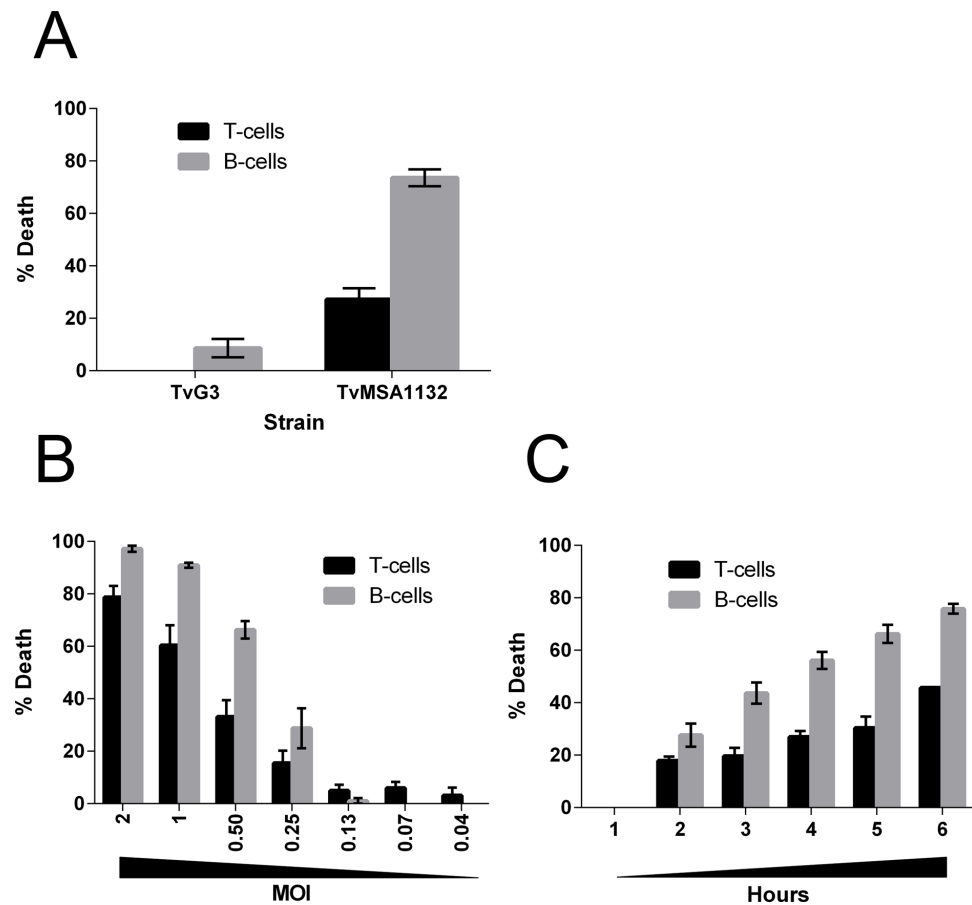 A
100
80
60
40
20
0
% Death
T-cells
B-cells
TvG3 TvMSA1132
Strain
B
100
80
60
40
20
0
% Death
T-cells
B-cells
2 1 0.50 0.25 0.13 0.07 0.04
MOI
C
100
80
60
40
20
0
% Death
T-cells
B-cells
1 2 3 4 5 6
Hours